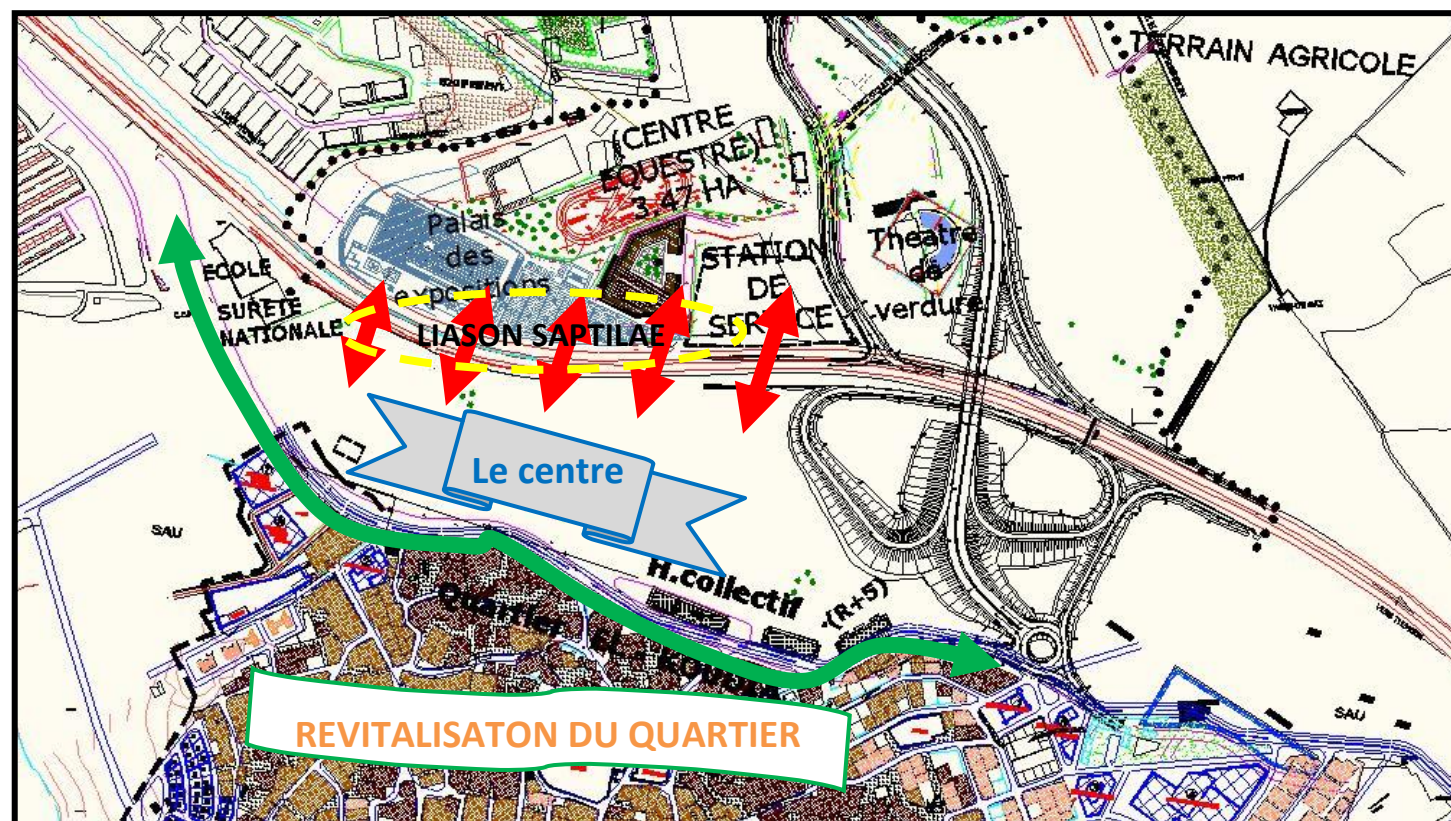 TERRAIN AGRICOLE
(CENTRE
EQUESTRE)
3,47 HA
Palais
des
expositions
STATION
DE
SERVICE
Theatre
de
verdure
ECOLE
SURETE
NATIONALE
LIASON SAPTILAE
Le centre
SAU
H.collectif
(R+5)
Quartier
SAU
REVITALISATON DU QUARTIER